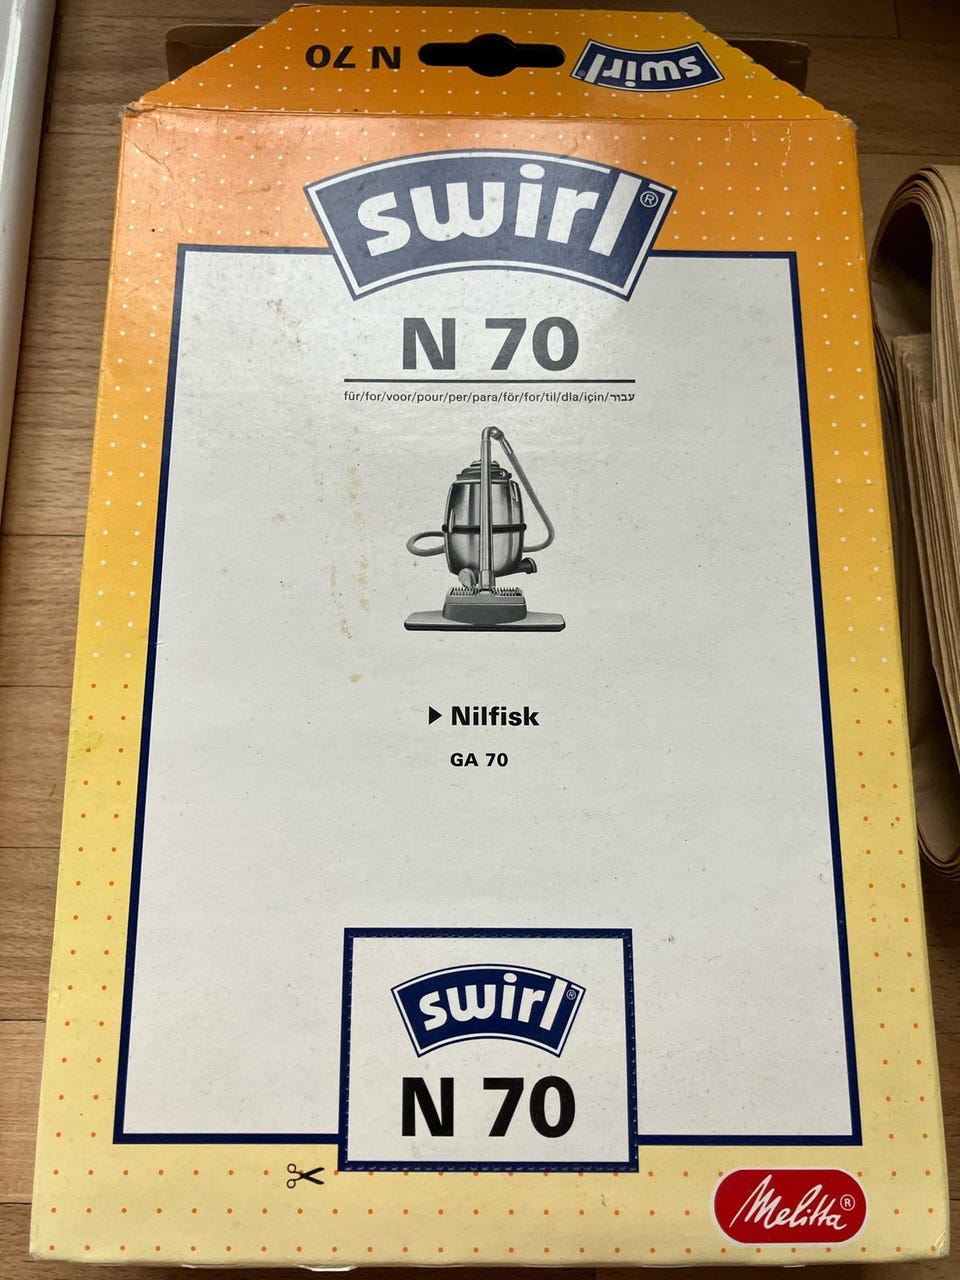 N 70
swirl®
swirl®
N 70
für/for/voor/pour/per/para/för/for/til/dla/için/עבור
Nilfisk
GA 70
swirl®
N 70
Melitta®